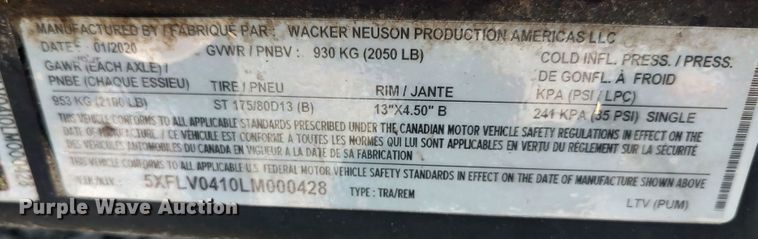 MANUFACTURED BY / FABRIQUE PAR : WACKER NEUSON PRODUCTION AMERICAS LLC
DATE : 01/2020 GVWR / PNBV : 930 KG (2050 LB) COLD INFL. PRESS. / PRESS.
GAWR (EACH AXLE) / DE GONFL. À FROID
PNBE (CHAQUE ESSIEU) TIRE / PNEU RIM / JANTE KPA (PSI / LPC)
953 KG (2100 LB) ST 175/80D13 (B) 13"X4.50" B 241 KPA (35 PSI) SINGLE
THIS VEHICLE CONFORMS TO ALL APPLICABLE STANDARDS PRESCRIBED UNDER THE CANADIAN MOTOR VEHICLE SAFETY REGULATIONS IN EFFECT ON THE
DATE OF MANUFACTURE / CE VÉHICULE EST CONFORME À TOUTES LES NORMES QUI LUI SONT APPLICABLES EN VERTU DU RÈGLEMENT SUR LA SÉCURITÉ
DES VÉHICULES AUTOMOBILES DU CANADA EN VIGUEUR À LA DATE DE SA FABRICATION
THIS VEHICLE CONFORMS TO ALL APPLICABLE U.S. FEDERAL MOTOR VEHICLE SAFETY STANDARDS IN EFFECT ON THE DATE OF MANUFACTURE SHOWN ABOVE
5XFLV0410LM000428 TYPE : TRA/REM LTV (PUM)
Purple Wave Auction